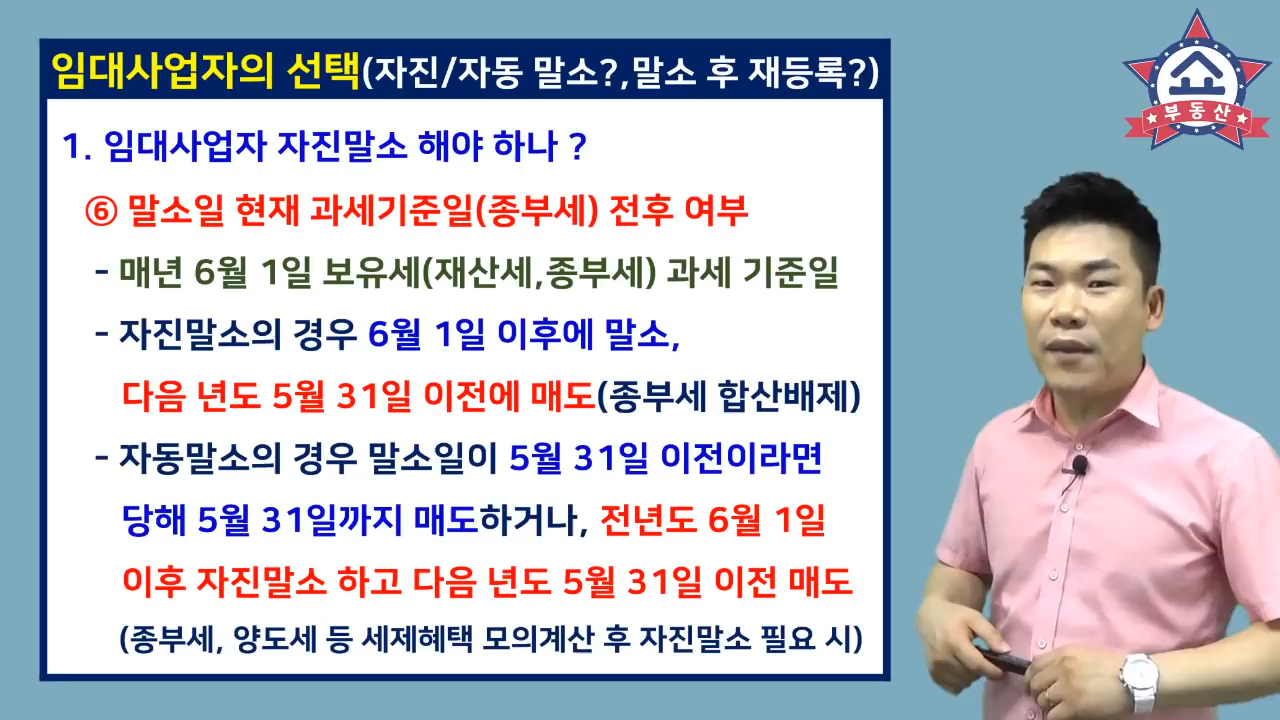 임대사업자의 선택(자진/자동 말소?,말소 후 재등록?)
부동산
1. 임대사업자 자진말소 해야 하나 ?
⑥ 말소일 현재 과세기준일(종부세) 전후 여부
- 매년 6월 1일 보유세(재산세,종부세) 과세 기준일
- 자진말소의 경우 6월 1일 이후에 말소,
다음 년도 5월 31일 이전에 매도(종부세 합산배제)
- 자동말소의 경우 말소일이 5월 31일 이전이라면
당해 5월 31일까지 매도하거나, 전년도 6월 1일
이후 자진말소 하고 다음 년도 5월 31일 이전 매도
(종부세, 양도세 등 세제혜택 모의계산 후 자진말소 필요 시)